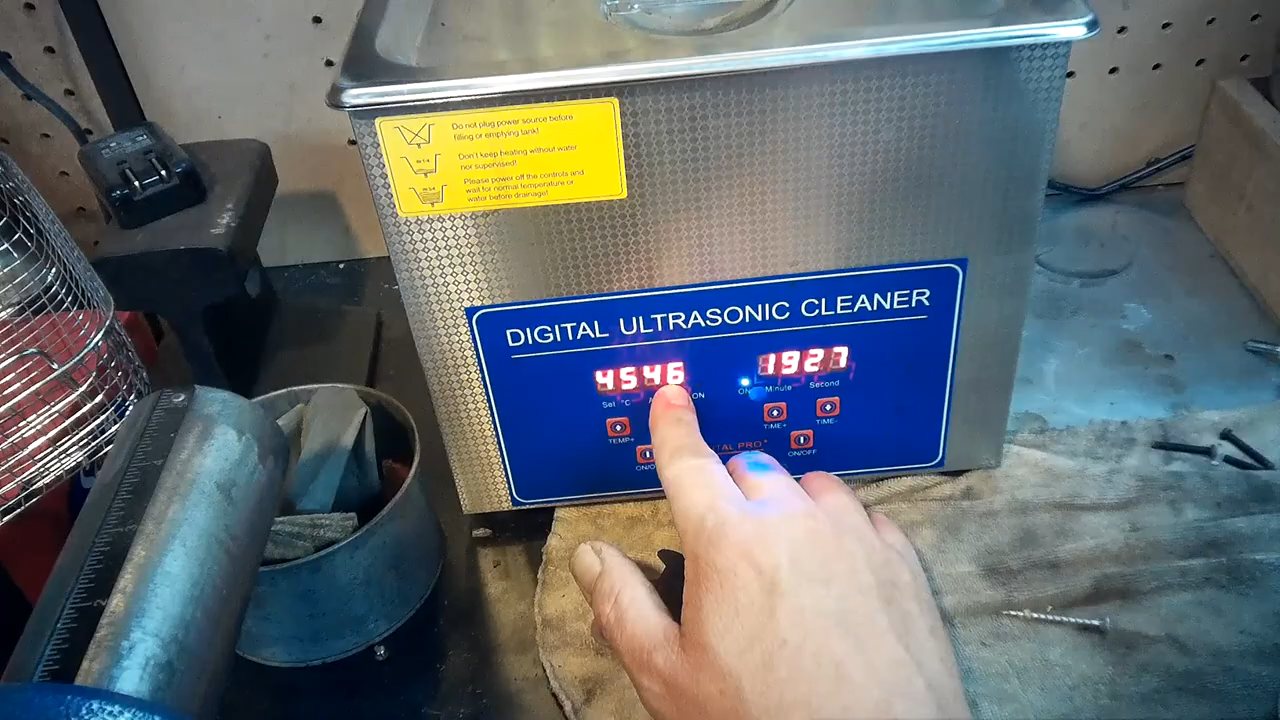 Do not plug power source before
filling or emptying tank!
Don't keep heating without water
nor supervised!
Please power off the controls and
wait for normal temperature or
water before drainage!
DIGITAL ULTRASONIC CLEANER
4546
1927
Set °C
ON
ON
Minute
Second
TEMP+
TIME+
TIME-
PRO
ON/OFF